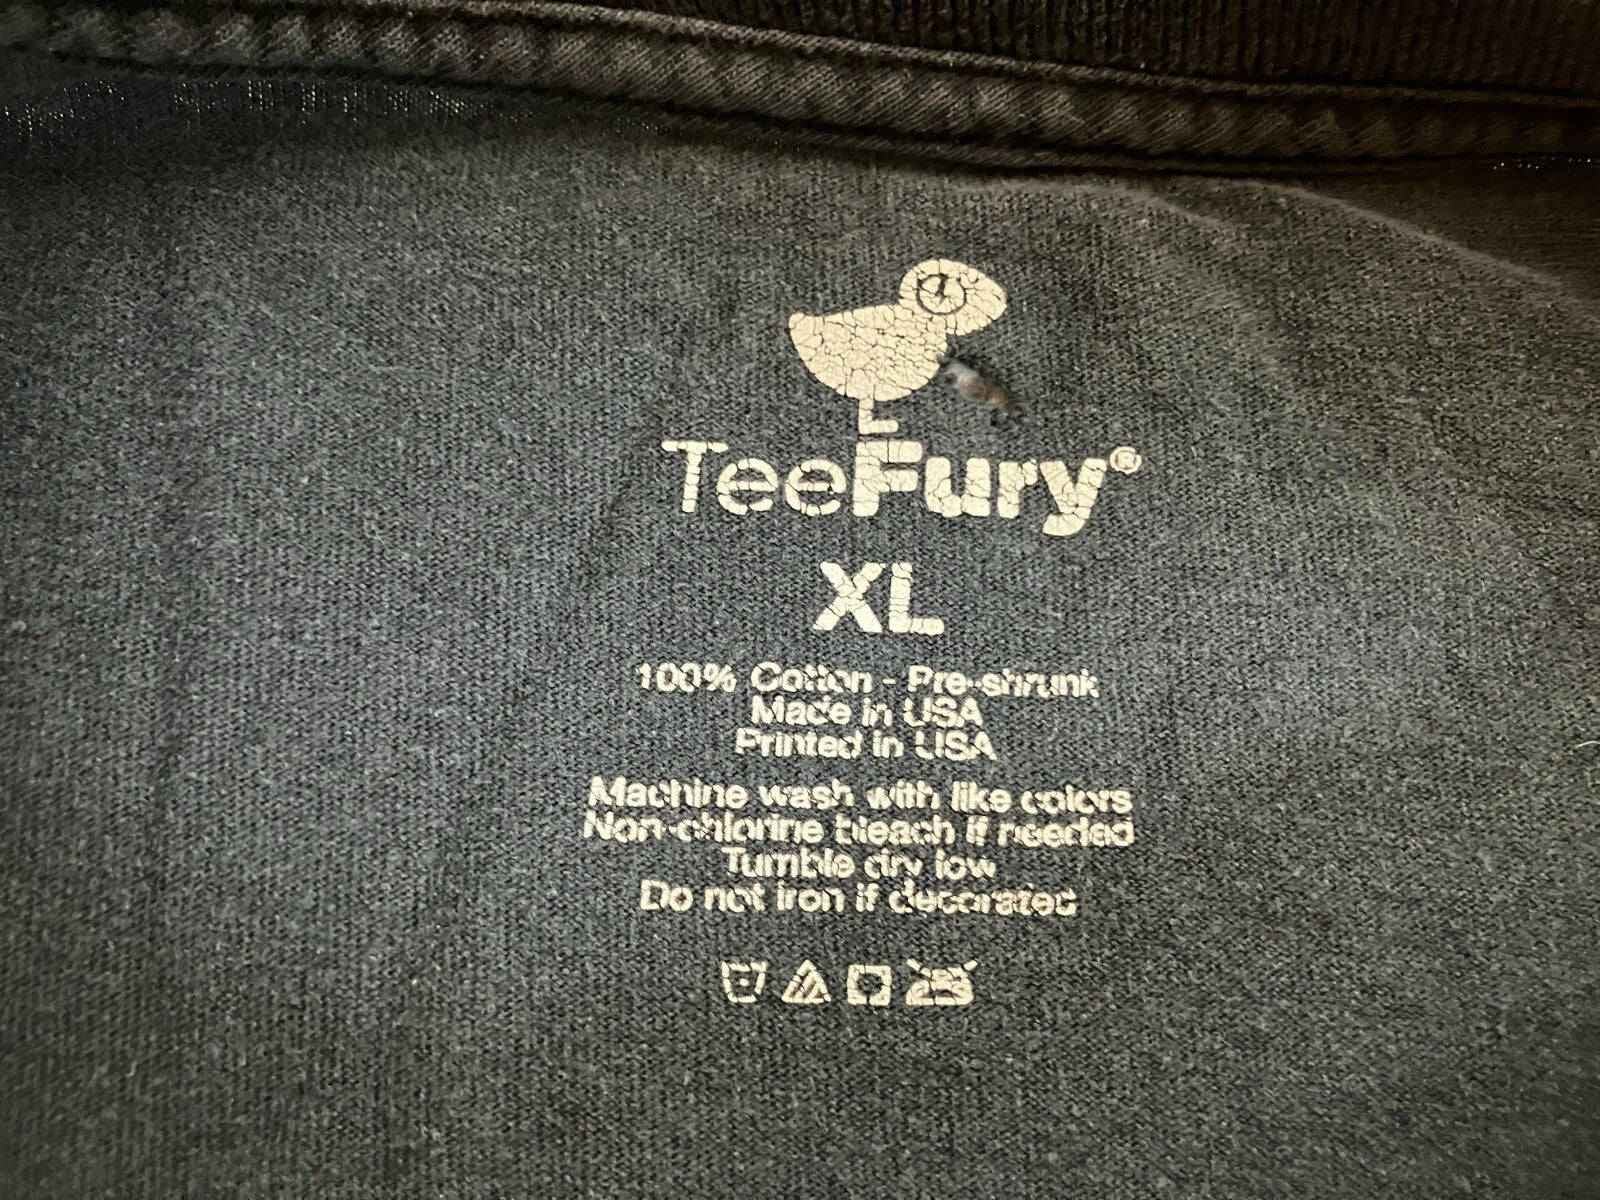 TeeFury®
XL
100% Cotton - Pre-shrunk
Made in USA
Printed in USA
Machine wash with like colors
Non-chlorine bleach if needed
Tumble dry low
Do not iron if decorated